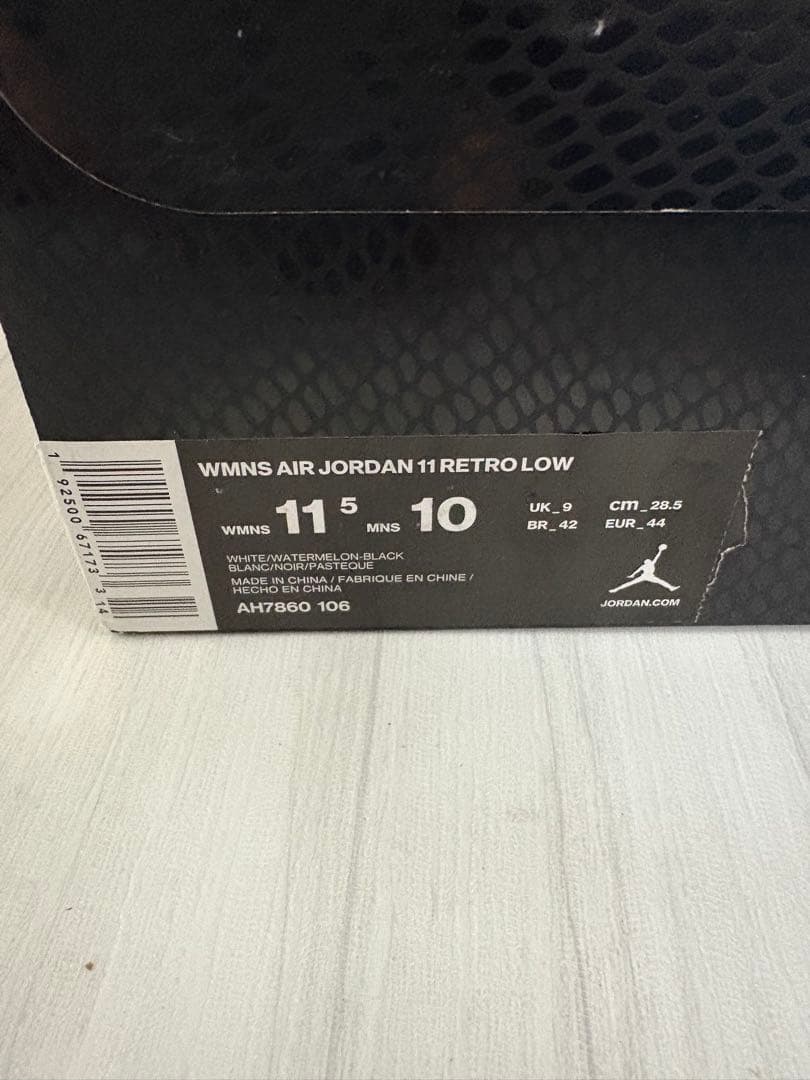 WMNS AIR JORDAN 11 RETRO LOW
WMNS 11 5 MNS 10
UK_9 cm_28.5
BR_42 EUR_44
WHITE/WATERMELON-BLACK
BLANC/NOIR/PASTEQUE
MADE IN CHINA / FABRIQUE EN CHINE /
HECHO EN CHINA
AH7860 106
JORDAN.COM
1 92500 67173 314